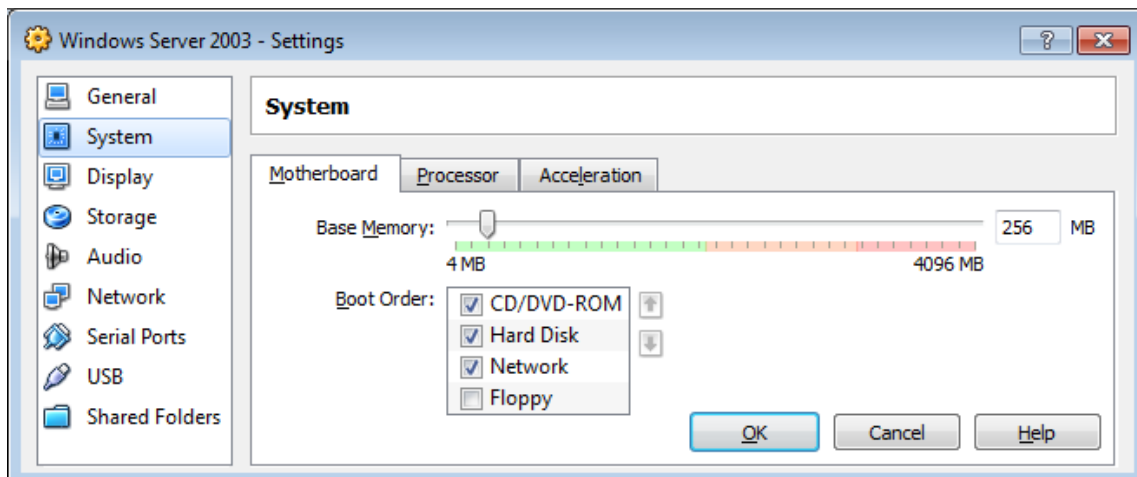 Windows Server 2003 - Settings
General
System
Display
Storage
Audio
Network
Serial Ports
USB
Shared Folders
System
Motherboard Processor Acceleration
Base Memory: 256 MB
4 MB 4096 MB
Boot Order: CD/DVD-ROM
Hard Disk
Network
Floppy
OK Cancel Help